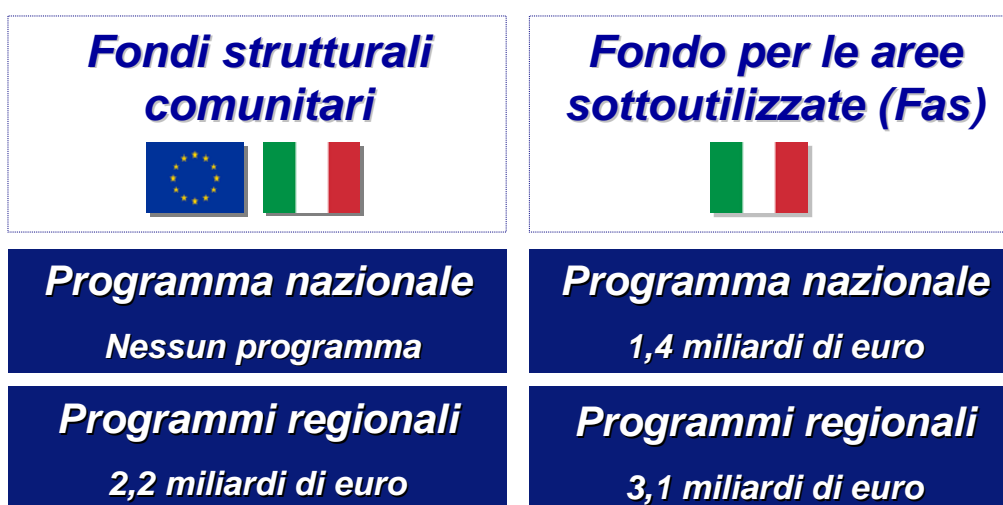 Fondi strutturali
comunitari
Fondo per le aree
sottoutilizzate (Fas)
Programma nazionale
Nessun programma
Programma nazionale
1,4 miliardi di euro
Programmi regionali
2,2 miliardi di euro
Programmi regionali
3,1 miliardi di euro